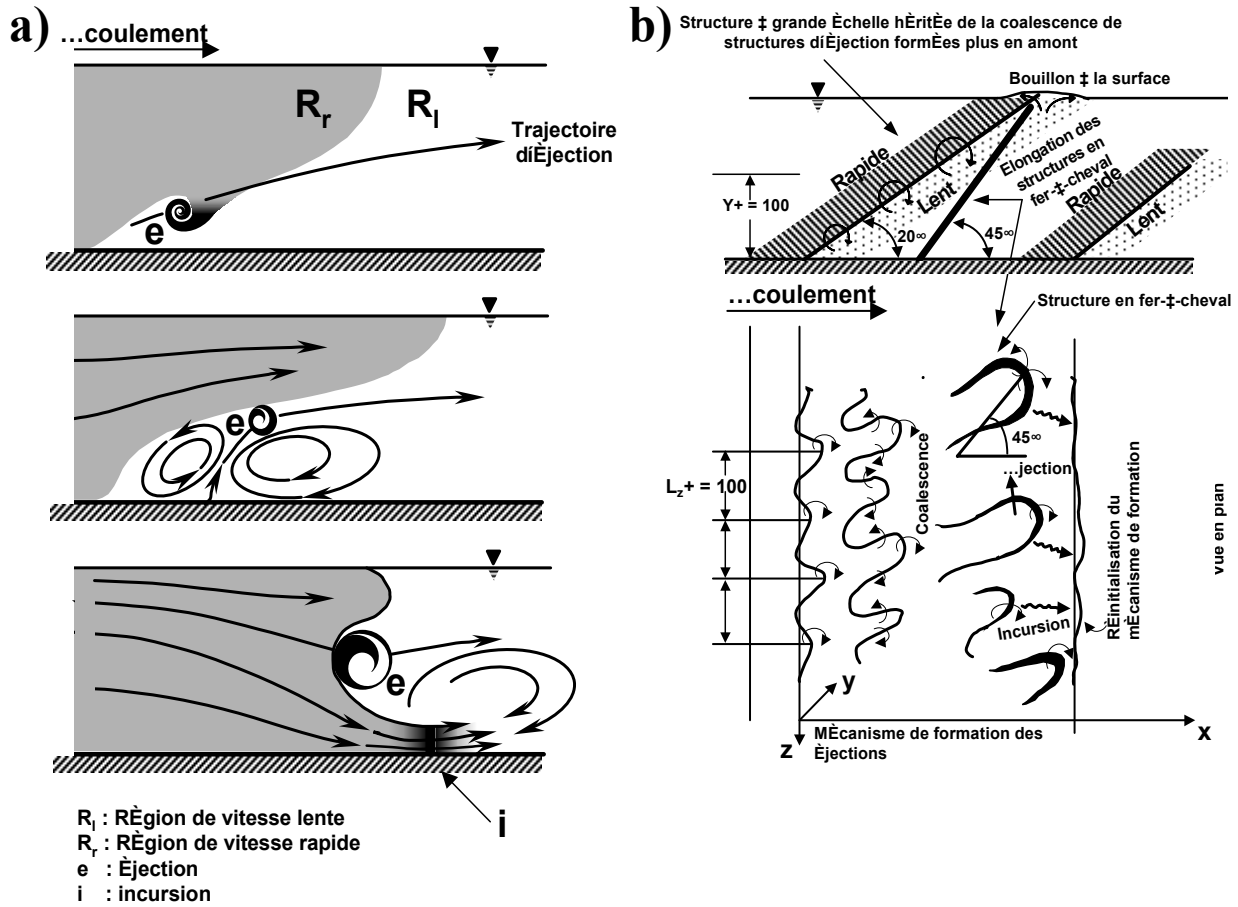 a)
…coulement
Rr
Rl
Trajectoire
díÈjection
e
e
e
i
Rl : RÈgion de vitesse lente
Rr : RÈgion de vitesse rapide
e : Èjection
i : incursion
b)
Structure ‡ grande Èchelle hÈritÈe de la coalescence de
structures díÈjection formÈes plus en amont
Bouillon ‡ la surface
Rapide
Lent
Elongation des
structures en
fer-‡-cheval
Rapide
Lent
Y+ = 100
20∞
45∞
…coulement
Structure en fer-‡-cheval
45∞
…jection
Lz+ = 100
Coalescence
Incursion
RÈinitialisation du
mÈcanisme de formation
vue en plan
y
x
z
MÈcanisme de formation des
Èjections